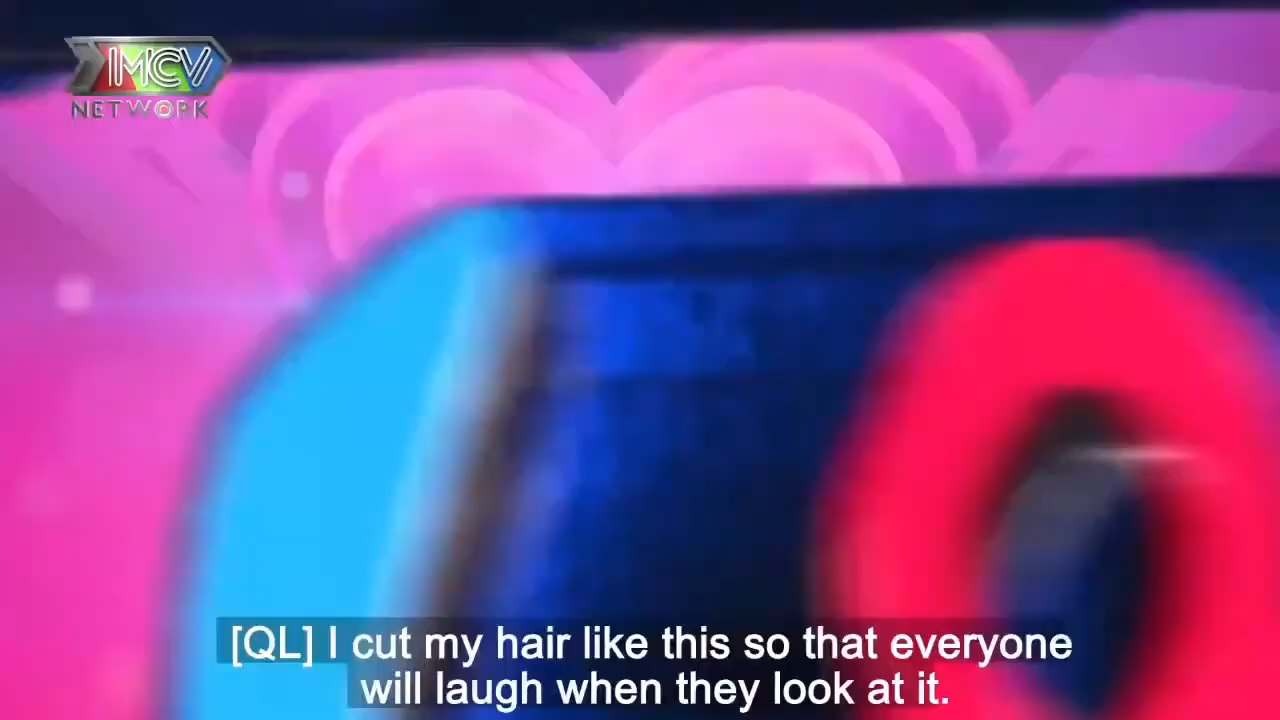 MCV
NETWORK
[QL] I cut my hair like this so that everyone
will laugh when they look at it.